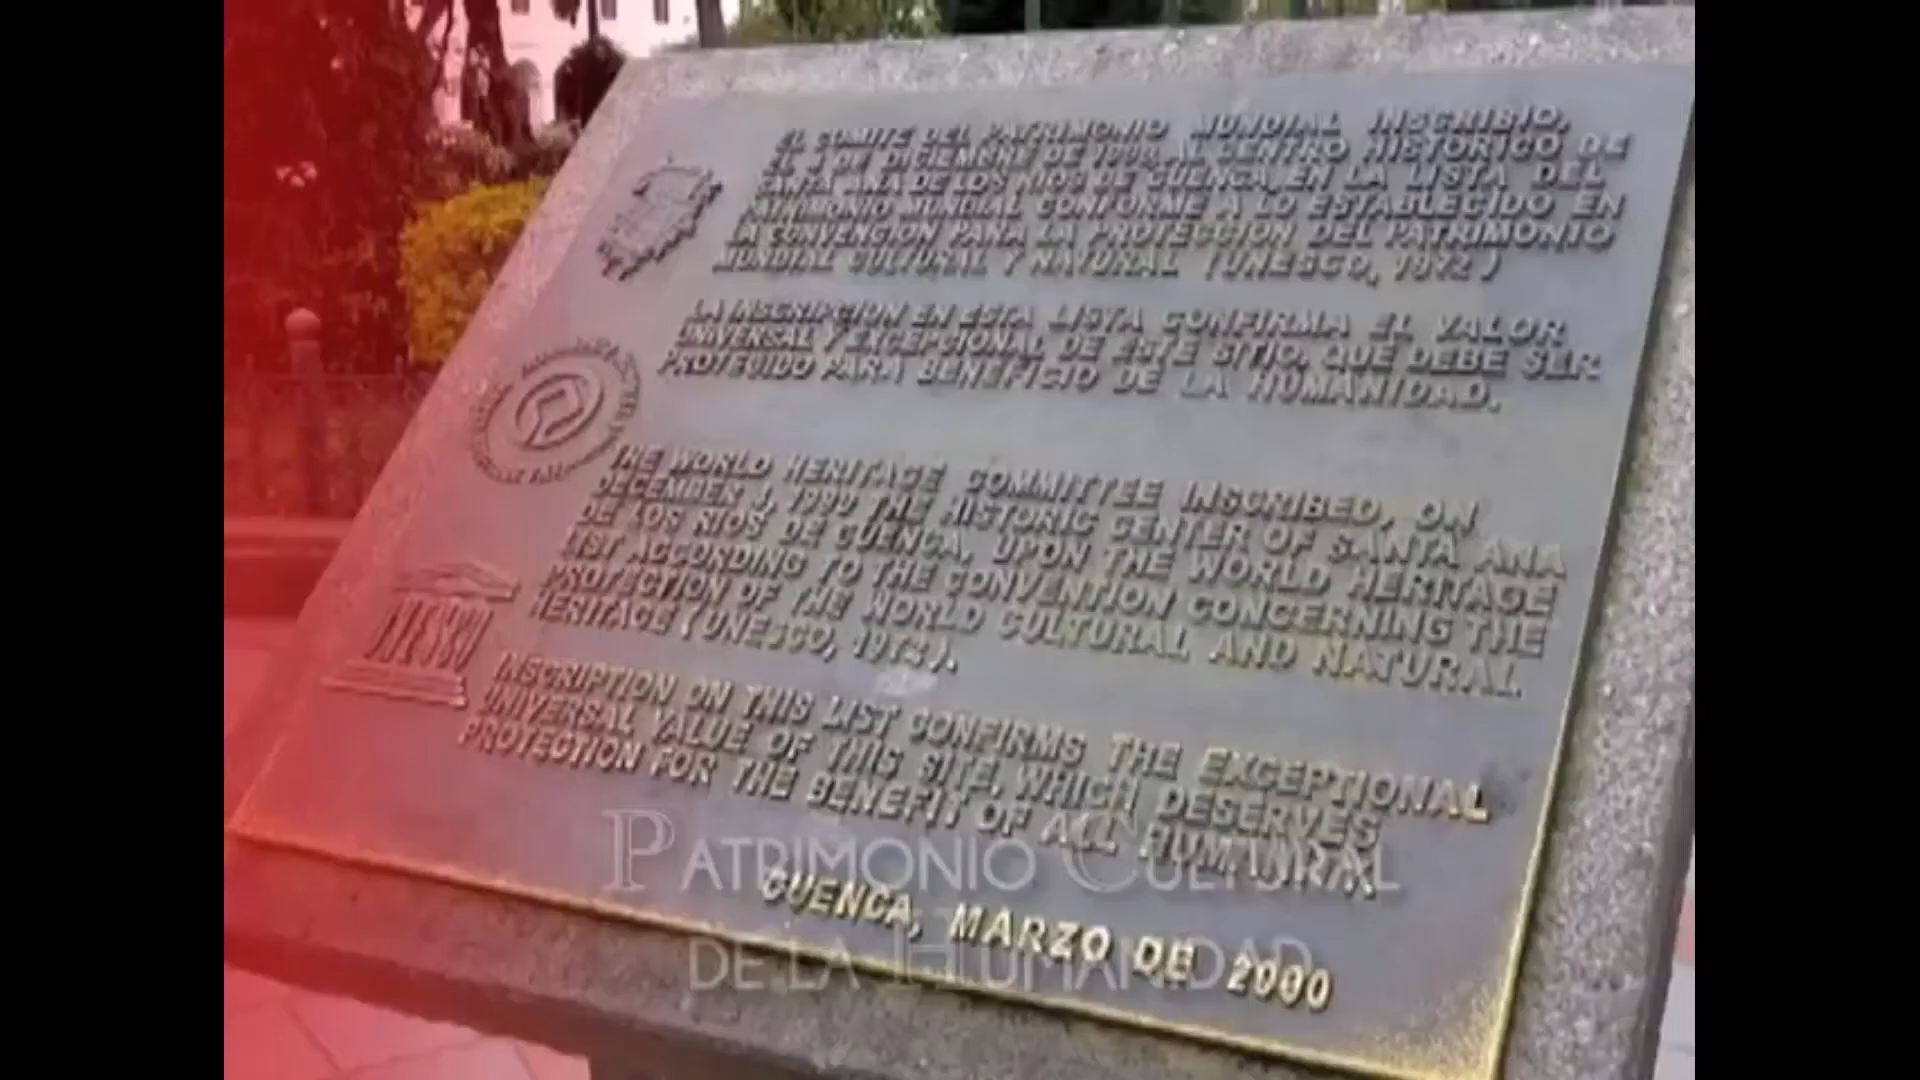 EL COMITE DEL PATRIMONIO MUNDIAL INSCRIBIO,
EL 1 DE DICIEMBRE DE 1999, AL CENTRO HISTORICO DE
SANTA ANA DE LOS RIOS DE CUENCA, EN LA LISTA DEL
PATRIMONIO MUNDIAL CONFORME A LO ESTABLECIDO EN
LA CONVENCION PARA LA PROTECCION DEL PATRIMONIO
MUNDIAL CULTURAL Y NATURAL (UNESCO, 1972)
LA INSCRIPCION EN ESTA LISTA CONFIRMA EL VALOR
UNIVERSAL Y EXCEPCIONAL DE ESTE SITIO, QUE DEBE SER
PROTEGIDO PARA BENEFICIO DE LA HUMANIDAD.
THE WORLD HERITAGE COMMITTEE INSCRIBED, ON
DECEMBER 1, 1999 THE HISTORIC CENTER OF SANTA ANA
DE LOS RIOS DE CUENCA, UPON THE WORLD HERITAGE
LIST ACCORDING TO THE CONVENTION CONCERNING THE
PROTECTION OF THE WORLD CULTURAL AND NATURAL
HERITAGE (UNESCO, 1972).
UNESCO
INSCRIPTION ON THIS LIST CONFIRMS THE EXCEPTIONAL
UNIVERSAL VALUE OF THIS SITE, WHICH DESERVES
PROTECTION FOR THE BENEFIT OF ALL
CUENCA, MARZO DE 2000
PATRIMONIO CULTURAL
DE LA HUMANIDAD